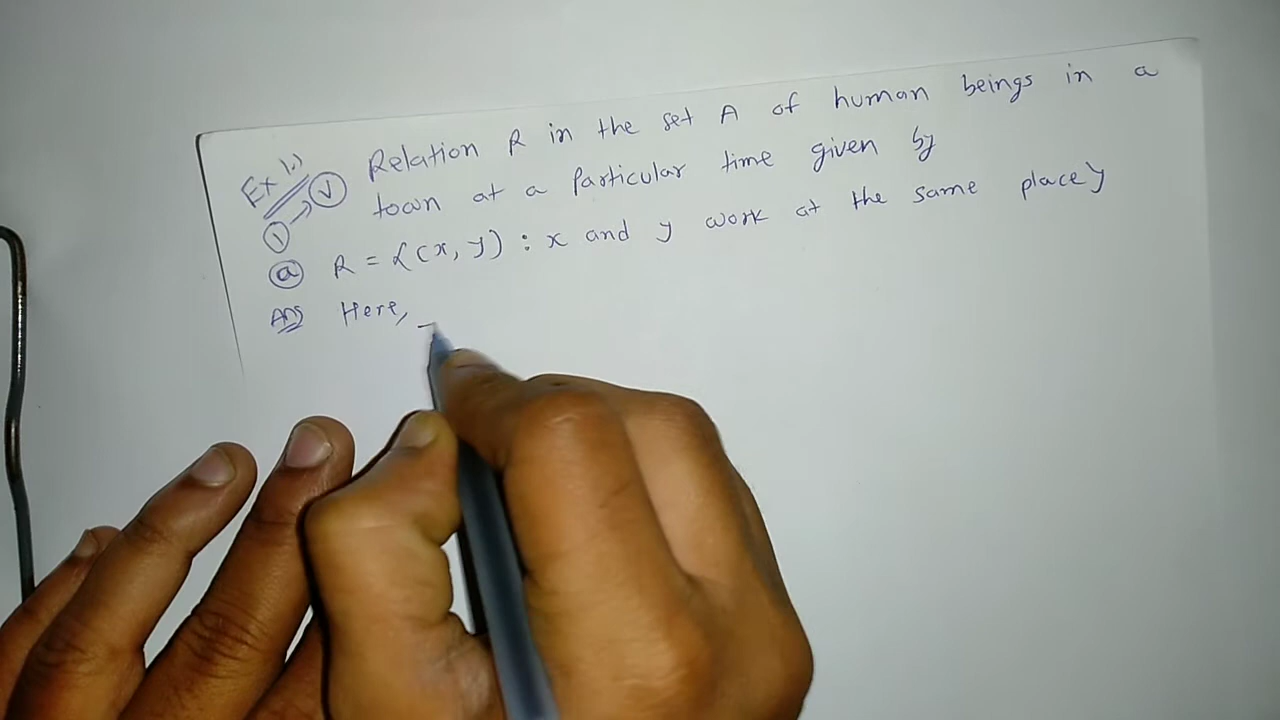 Ex 1.1 Relation R in the set A of human beings in a
① → ⓥ town at a particular time given by
ⓐ R = {(x, y) : x and y work at the same place}
Ans Here,